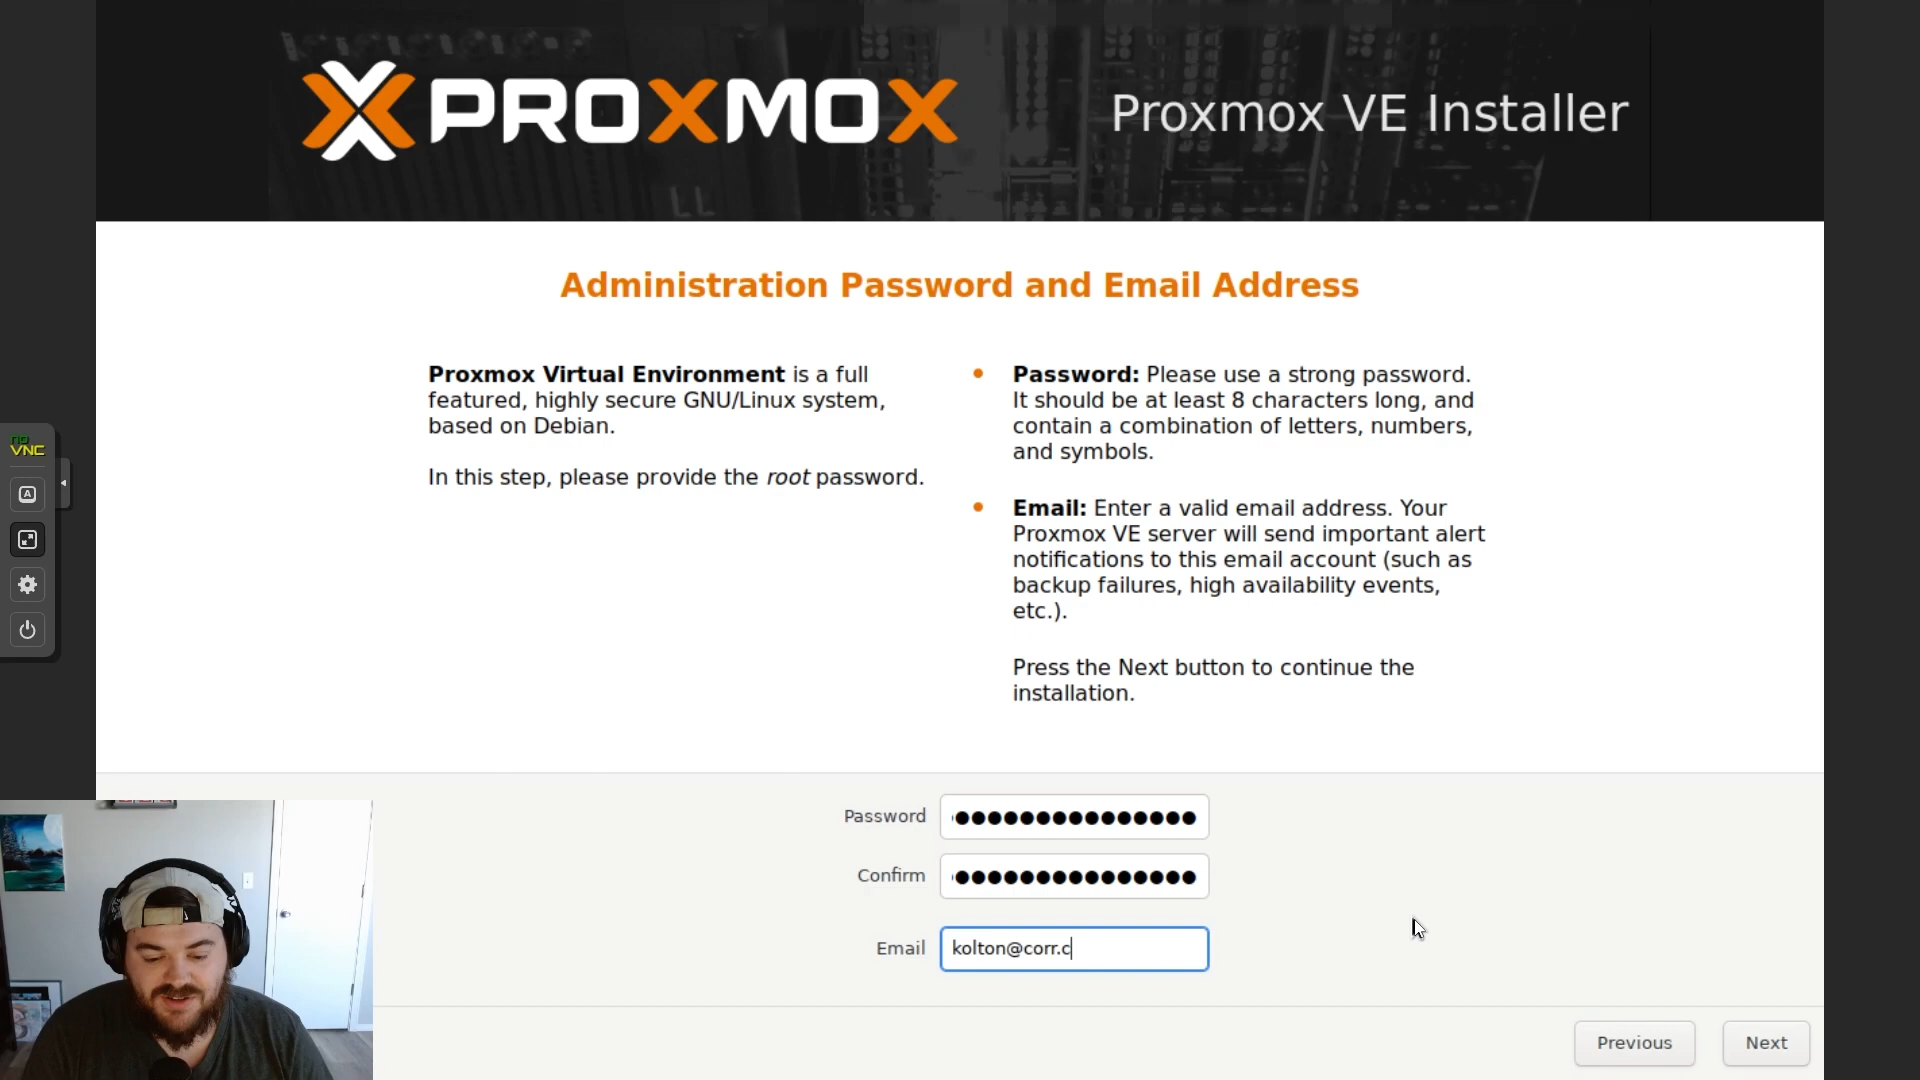 PROXMOX
Proxmox VE Installer
Administration Password and Email Address
Proxmox Virtual Environment is a full
featured, highly secure GNU/Linux system,
based on Debian.
In this step, please provide the root password.
Password: Please use a strong password.
It should be at least 8 characters long, and
contain a combination of letters, numbers,
and symbols.
Email: Enter a valid email address. Your
Proxmox VE server will send important alert
notifications to this email account (such as
backup failures, high availability events,
etc.).
Press the Next button to continue the
installation.
no
VNC
A
Password
Confirm
Email kolton@corr.c
Previous Next